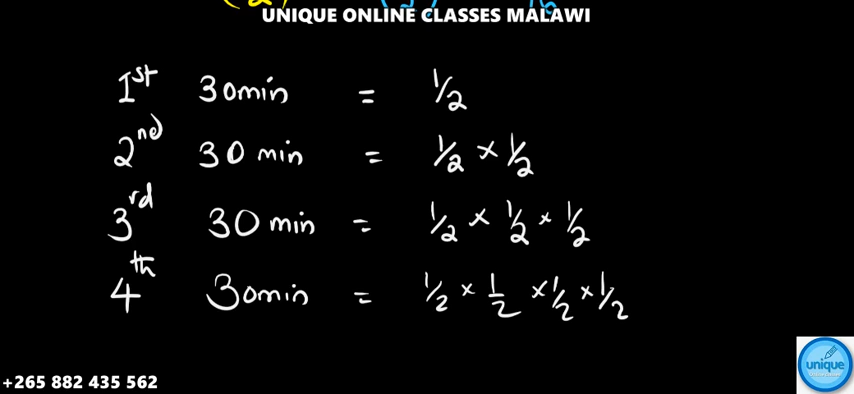 UNIQUE ONLINE CLASSES MALAWI
1st 30min = 1/2
2nd 30 min = 1/2 × 1/2
3rd 30 min = 1/2 × 1/2 × 1/2
4th 30min = 1/2 × 1/2 × 1/2 × 1/2
unique
+265 882 435 562